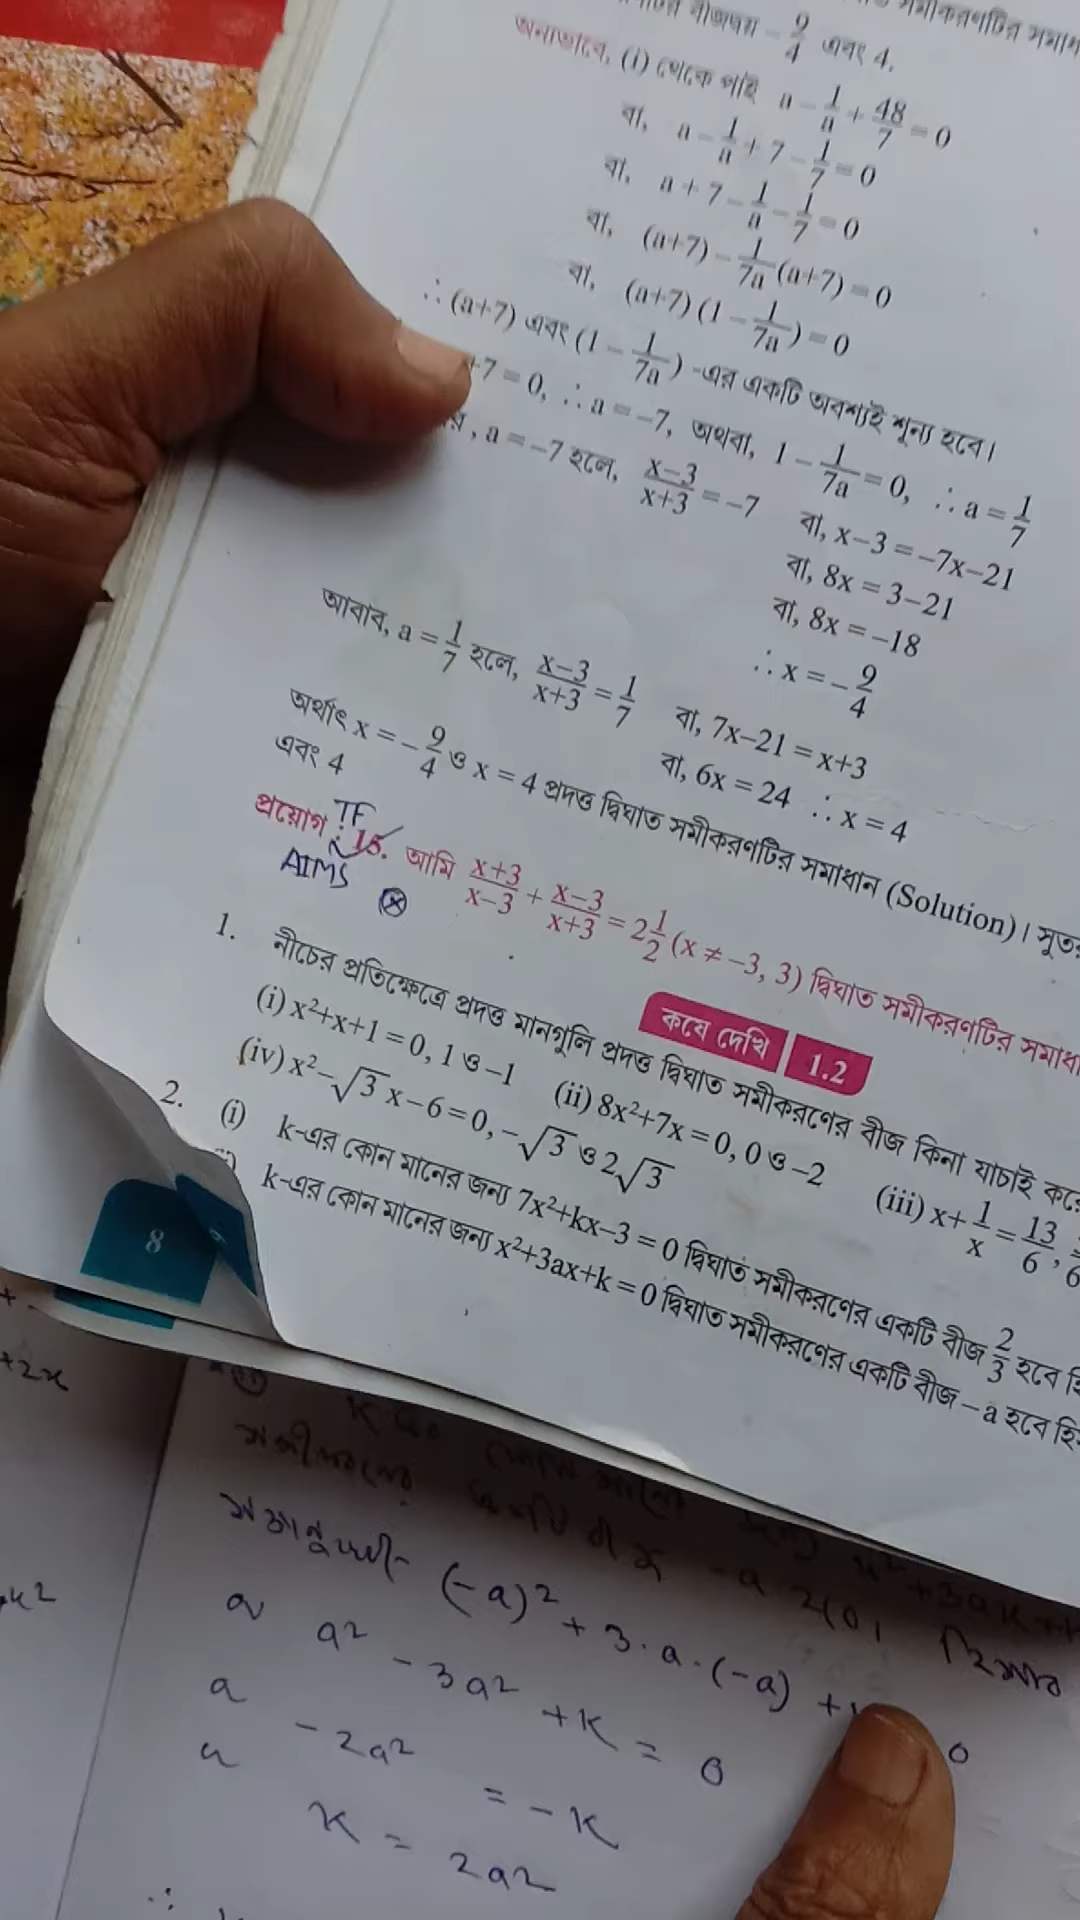 বীজদ্বয় – 9/4 এবং 4.
অন্যভাবে, (i) থেকে পাই a – 1/a + 48/7 = 0
বা, a – 1/a + 7 – 1/7 = 0
বা, a + 7 – 1/a – 1/7 = 0
বা, (a+7) – 1/7a (a+7) = 0
বা, (a+7) (1 – 1/7a) = 0
∴ (a+7) এবং (1 – 1/7a) -এর একটি অবশ্যই শূন্য হবে।
+7 = 0, ∴ a = –7, অথবা, 1 – 1/7a = 0, ∴ a = 1/7
, a = –7 হলে, x–3/x+3 = –7
বা, x–3 = –7x–21
বা, 8x = 3–21
বা, 8x = –18
∴ x = – 9/4
আবার, a = 1/7 হলে, x–3/x+3 = 1/7
বা, 7x–21 = x+3
বা, 6x = 24 ∴ x = 4
অর্থাৎ x = – 9/4 ও x = 4 প্রদত্ত দ্বিঘাত সমীকরণটির সমাধান (Solution)।
এবং 4
TF
প্রয়োগ : 15. আমি x+3/x–3 + x–3/x+3 = 2 1/2 (x ≠ –3, 3) দ্বিঘাত সমীকরণটির
AIMS
কষে দেখি 1.2
1. নীচের প্রতিক্ষেত্রে প্রদত্ত মানগুলি প্রদত্ত দ্বিঘাত সমীকরণের বীজ কিনা যাচাই
(i) x²+x+1 = 0, 1 ও –1 (ii) 8x²+7x = 0, 0 ও –2 (iii) x+ 1/x = 13/6,
(iv) x²–√3 x–6 = 0, –√3 ও 2√3
2. (i) k-এর কোন মানের জন্য 7x²+kx–3 = 0 দ্বিঘাত সমীকরণের একটি বীজ 2/3 হবে
k-এর কোন মানের জন্য x²+3ax+k = 0 দ্বিঘাত সমীকরণের একটি বীজ –a হবে
8
+2x
(-a)² + 3·a·(-a) + 0
a² - 3a² + k = 0
- 2a² = - k
k = 2a²
∴